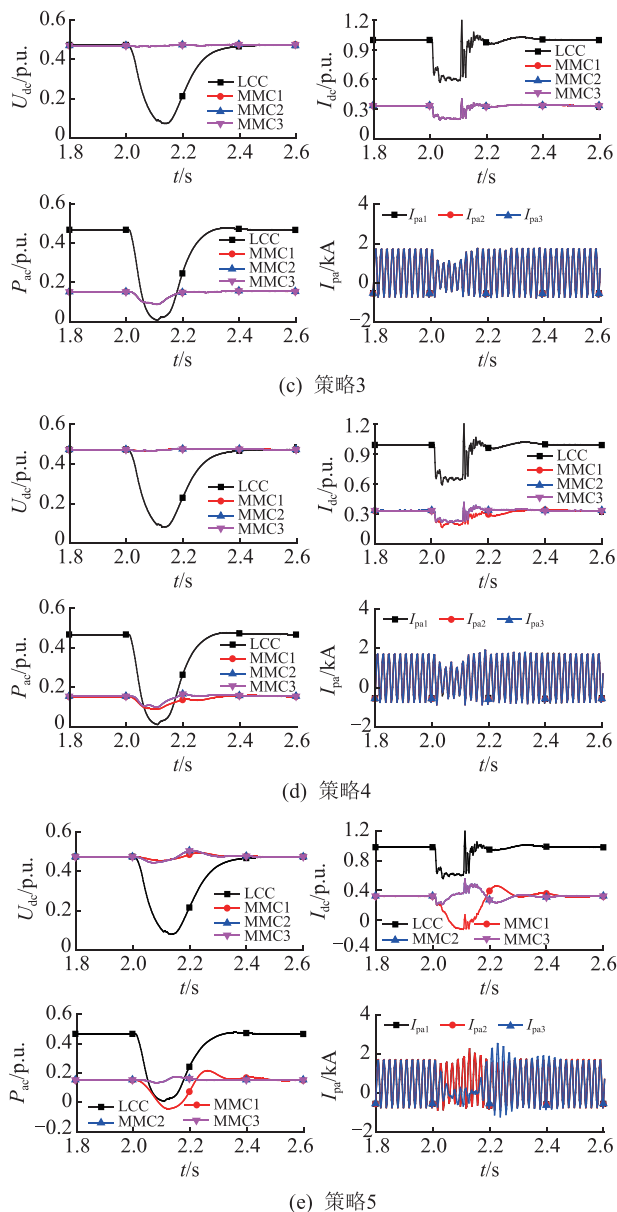 0.6
0.4
0.2
0
U_dc/p.u.
LCC
MMC1
MMC2
MMC3
1.8 2.0 2.2 2.4 2.6
t/s
1.2
0.9
0.6
0.3
0
I_dc/p.u.
LCC
MMC1
MMC2
MMC3
1.8 2.0 2.2 2.4 2.6
t/s
0.6
0.4
0.2
0
P_ac/p.u.
LCC
MMC1
MMC2
MMC3
1.8 2.0 2.2 2.4 2.6
t/s
4
2
0
−2
I_pa/kA
I_pa1 I_pa2 I_pa3
1.8 2.0 2.2 2.4 2.6
t/s
(c) 策略3
0.6
0.4
0.2
0
U_dc/p.u.
LCC
MMC1
MMC2
MMC3
1.8 2.0 2.2 2.4 2.6
t/s
1.2
0.9
0.6
0.3
0
I_dc/p.u.
LCC
MMC1
MMC2
MMC3
1.8 2.0 2.2 2.4 2.6
t/s
0.6
0.4
0.2
0
P_ac/p.u.
LCC
MMC1
MMC2
MMC3
1.8 2.0 2.2 2.4 2.6
t/s
4
2
0
−2
I_pa/kA
I_pa1 I_pa2 I_pa3
1.8 2.0 2.2 2.4 2.6
t/s
(d) 策略4
0.6
0.4
0.2
0
U_dc/p.u.
LCC
MMC1
MMC2
MMC3
1.8 2.0 2.2 2.4 2.6
t/s
1.2
0.8
0.4
0
−0.4
I_dc/p.u.
LCC MMC1
MMC2 MMC3
1.8 2.0 2.2 2.4 2.6
t/s
0.6
0.4
0.2
0
−0.2
P_ac/p.u.
LCC MMC1
MMC2 MMC3
1.8 2.0 2.2 2.4 2.6
t/s
4
2
0
−2
I_pa/kA
I_pa1 I_pa2 I_pa3
1.8 2.0 2.2 2.4 2.6
t/s
(e) 策略5